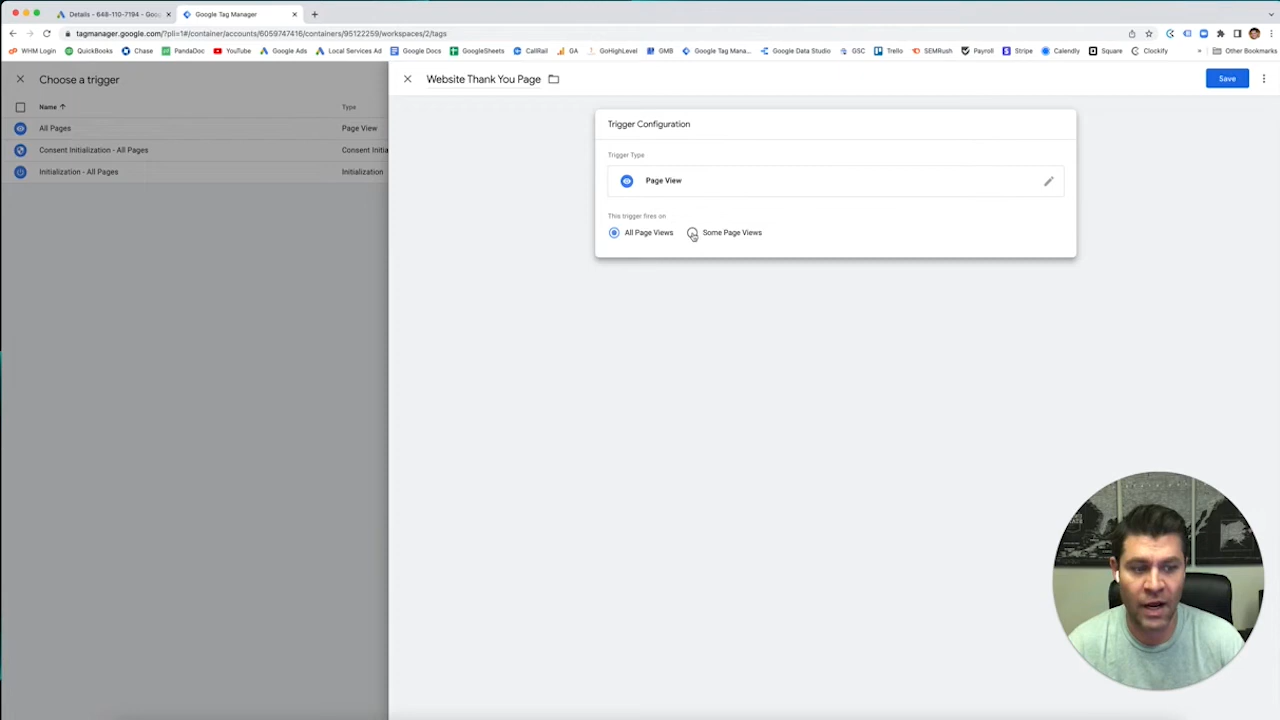 Details - 648-110-7194 - Goo
Google Tag Manager
tagmanager.google.com/?pli=1#/container/accounts/6059747416/containers/95122259/workspaces/2/tags
WHM Login QuickBooks Chase PandaDoc YouTube Google Ads Local Services Ad Google Docs GoogleSheets CallRail GA GoHighLevel GMB Google Tag Mana... Google Data Studio GSC Trello SEMRush Payroll Stripe Calendly Square Clockify » Other Bookmarks
Choose a trigger
Name
Type
All Pages
Page View
Consent Initialization - All Pages
Consent Initia
Initialization - All Pages
Initialization
Website Thank You Page
Save
Trigger Configuration
Trigger Type
Page View
This trigger fires on
All Page Views
Some Page Views